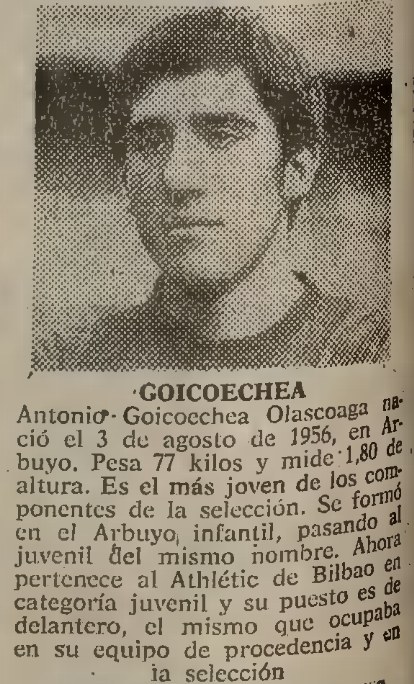 GOICOECHEA
Antonio Goicoechea Olascoaga na-
ció el 3 de agosto de 1956, en Ar-
buyo. Pesa 77 kilos y mide 1,80 de
altura. Es el más joven de los com-
ponentes de la selección. Se formó
en el Arbuyo infantil, pasando al
juvenil del mismo nombre. Ahora
pertenece al Athlétic de Bilbao en
categoría juvenil y su puesto es de
delantero, el mismo que ocupaba
en su equipo de procedencia y en
la selección